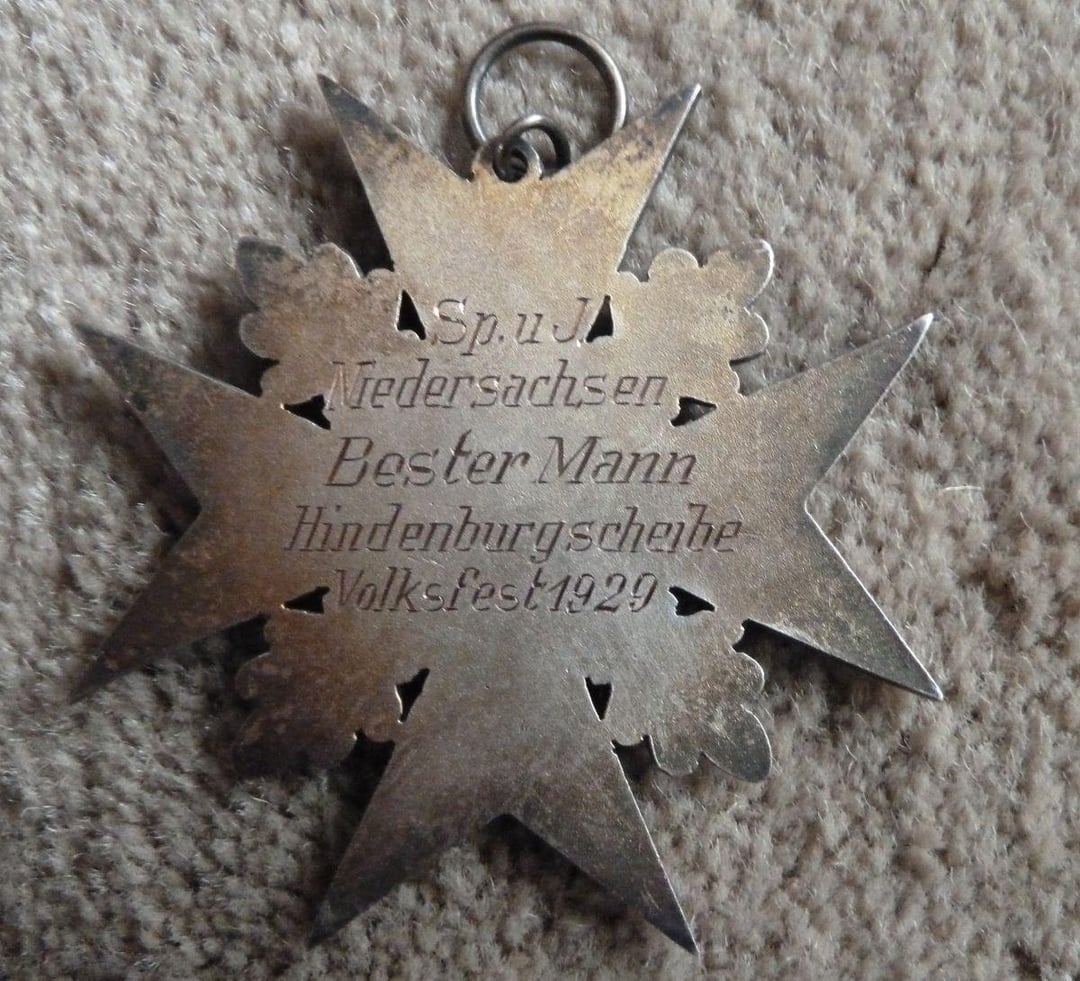 Sp. u J.
Niedersachsen
Bester Mann
Hindenburgscheibe
Volksfest 1929